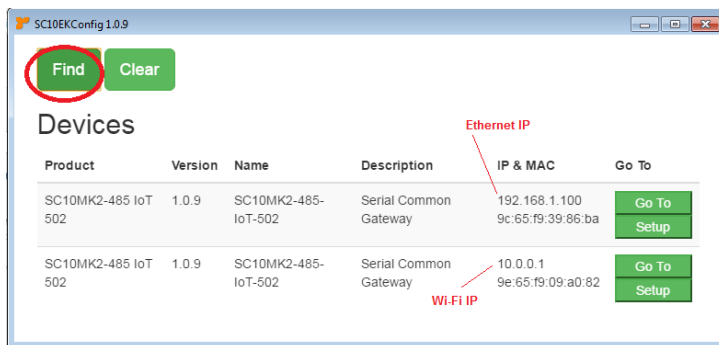 SC10EKConfig 1.0.9
Find Clear
Devices
Ethernet IP
Product Version Name Description IP & MAC Go To
SC10MK2-485 IoT 1.0.9 SC10MK2-485- Serial Common 192.168.1.100 Go To
502 IoT-502 Gateway 9c:65:f9:39:86:ba Setup
SC10MK2-485 IoT 1.0.9 SC10MK2-485- Serial Common 10.0.0.1 Go To
502 IoT-502 Gateway 9e:65:f9:09:a0:82 Setup
Wi-Fi IP